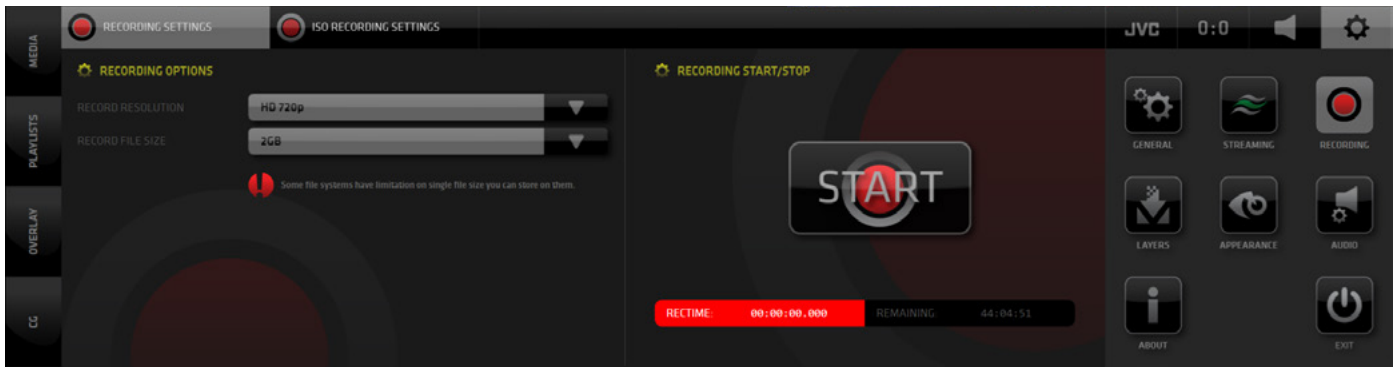 MEDIA
PLAYLISTS
OVERLAY
CG
RECORDING SETTINGS
ISO RECORDING SETTINGS
RECORDING OPTIONS
RECORD RESOLUTION
HD 720p
RECORD FILE SIZE
2GB
Some file systems have limitation on single file size you can store on them.
RECORDING START/STOP
START
RECTIME: 00:00:00.000 REMAINING 44:04:51
JVC 0:0
GENERAL STREAMING RECORDING
LAYERS APPEARANCE AUDIO
ABOUT EXIT